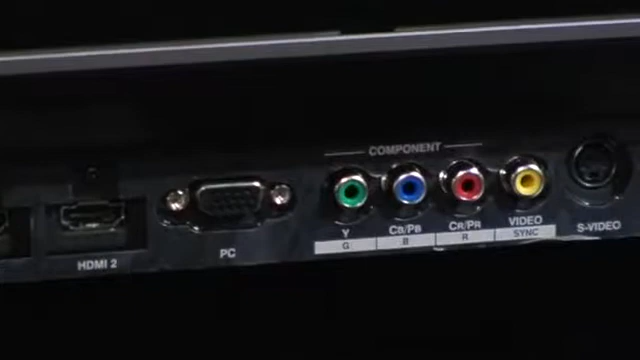 COMPONENT
HDMI 2
PC
Y
CB/PB
CR/PR
VIDEO
S-VIDEO
G
B
R
SYNC